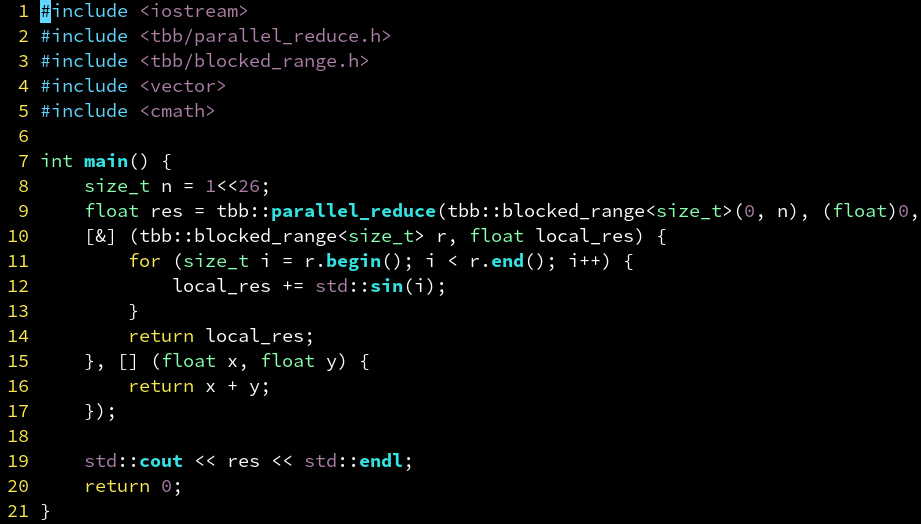 1 #include <iostream>
2 #include <tbb/parallel_reduce.h>
3 #include <tbb/blocked_range.h>
4 #include <vector>
5 #include <cmath>
6
7 int main() {
8     size_t n = 1<<26;
9     float res = tbb::parallel_reduce(tbb::blocked_range<size_t>(0, n), (float)0,
10     [&] (tbb::blocked_range<size_t> r, float local_res) {
11         for (size_t i = r.begin(); i < r.end(); i++) {
12             local_res += std::sin(i);
13         }
14         return local_res;
15     }, [] (float x, float y) {
16         return x + y;
17     });
18
19     std::cout << res << std::endl;
20     return 0;
21 }